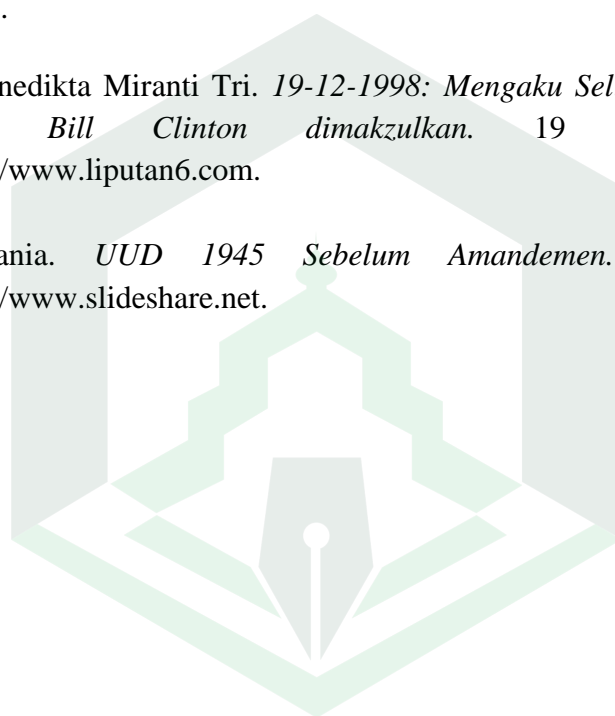 .
nedikta Miranti Tri. 19-12-1998: Mengaku Sel
Bill Clinton dimakzulkan. 19
/www.liputan6.com.
ania. UUD 1945 Sebelum Amandemen.
/www.slideshare.net.